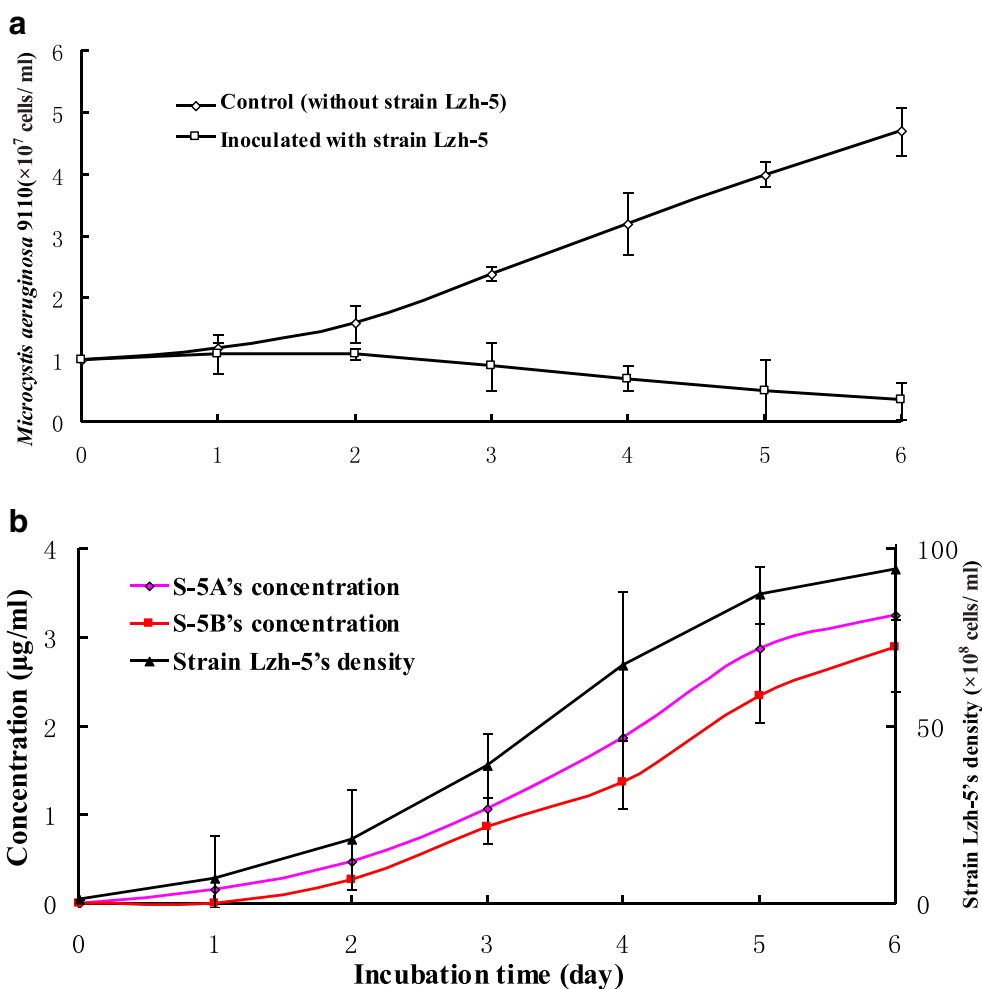 a
Microcystis aeruginosa 9110(×10⁷ cells/ ml)
6
5
4
3
2
1
0
Control (without strain Lzh-5)
Inoculated with strain Lzh-5
0 1 2 3 4 5 6
b
Concentration (μg/ml)
4
3
2
1
0
S-5A's concentration
S-5B's concentration
Strain Lzh-5's density
100
50
0
Strain Lzh-5's density (×10⁸ cells/ ml)
0 1 2 3 4 5 6
Incubation time (day)